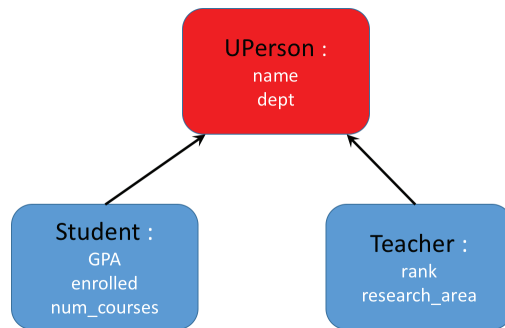 UPerson :
name
dept
Student :
GPA
enrolled
num_courses
Teacher :
rank
research_area